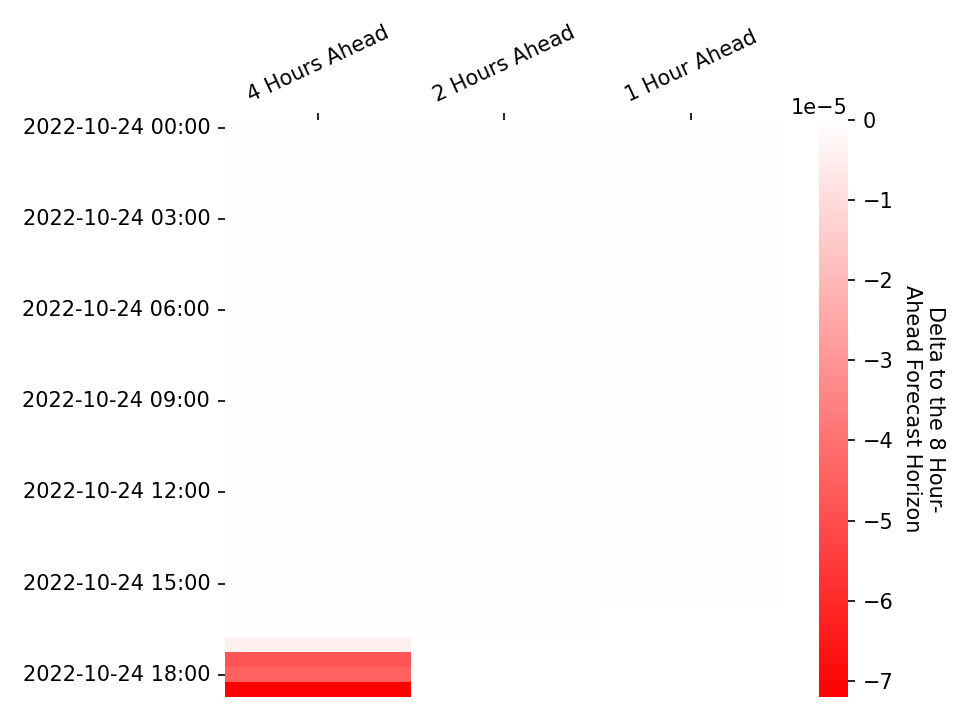 4 Hours Ahead
2 Hours Ahead
1 Hour Ahead
1e−5
2022-10-24 00:00
2022-10-24 03:00
2022-10-24 06:00
2022-10-24 09:00
2022-10-24 12:00
2022-10-24 15:00
2022-10-24 18:00
0
−1
−2
−3
−4
−5
−6
−7
Delta to the 8 Hour-
Ahead Forecast Horizon